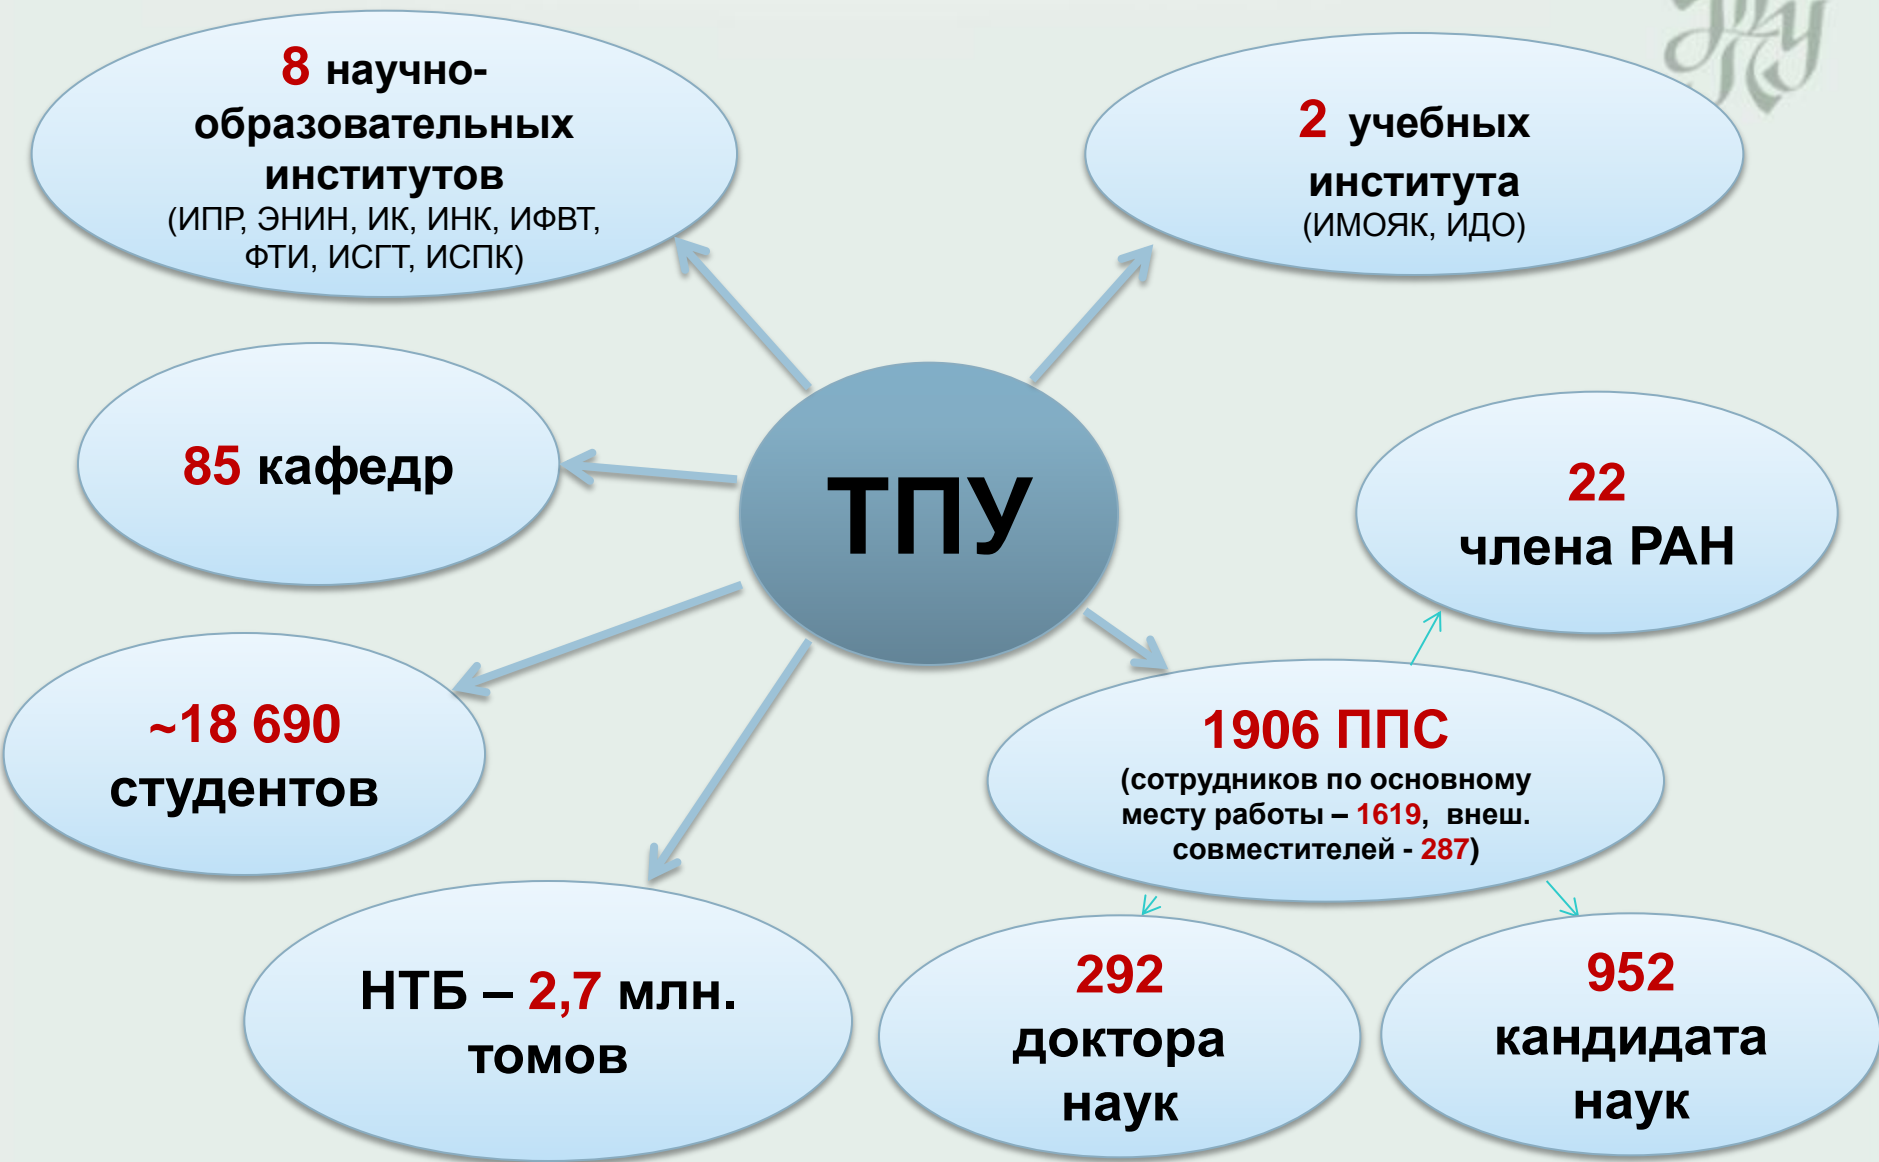 8 научно-
образовательных
институтов
(ИПР, ЭНИН, ИК, ИНК, ИФВТ,
ФТИ, ИСГТ, ИСПК)
2 учебных
института
(ИМОЯК, ИДО)
85 кафедр
ТПУ
22
члена РАН
~18 690
студентов
1906 ППС
(сотрудников по основному
месту работы – 1619, внеш.
совместителей - 287)
НТБ – 2,7 млн.
томов
292
доктора
наук
952
кандидата
наук